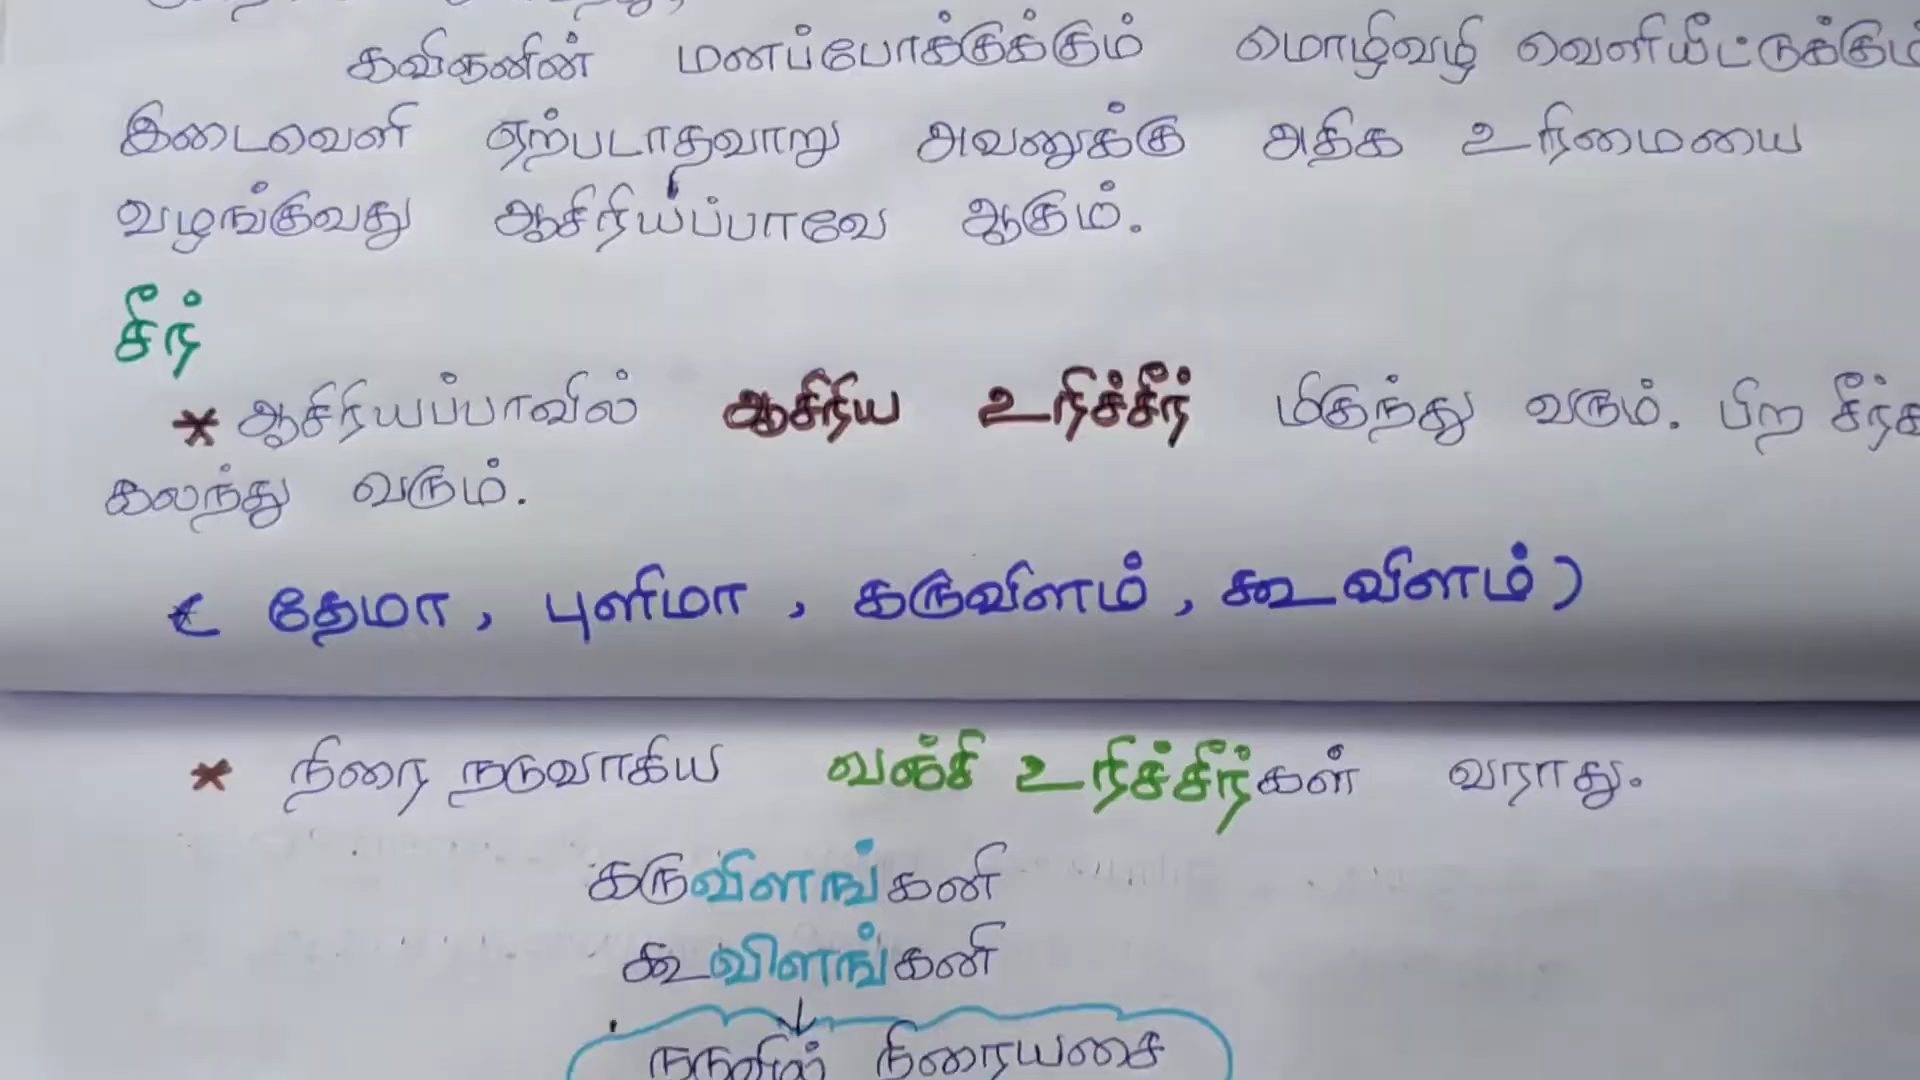 கவிஞனின் மனப்போக்குக்கும் மொழிவழி வெளியீட்டுக்கும்
இடைவெளி ஏற்படாதவாறு அவனுக்கு அதிக உரிமையை
வழங்குவது ஆசிரியப்பாவே ஆகும்.
சீர்
* ஆசிரியப்பாவில் ஆசிரிய உரிச்சீர் மிகுந்து வரும். பிற சீர்க
கலந்து வரும்.
( தேமா, புளிமா, கருவிளம், கூவிளம்)
* நிரை நடுவாகிய வஞ்சி உரிச்சீர்கள் வராது.
கருவிளங்கனி
கூவிளங்கனி
நடுவில் நிரையசை